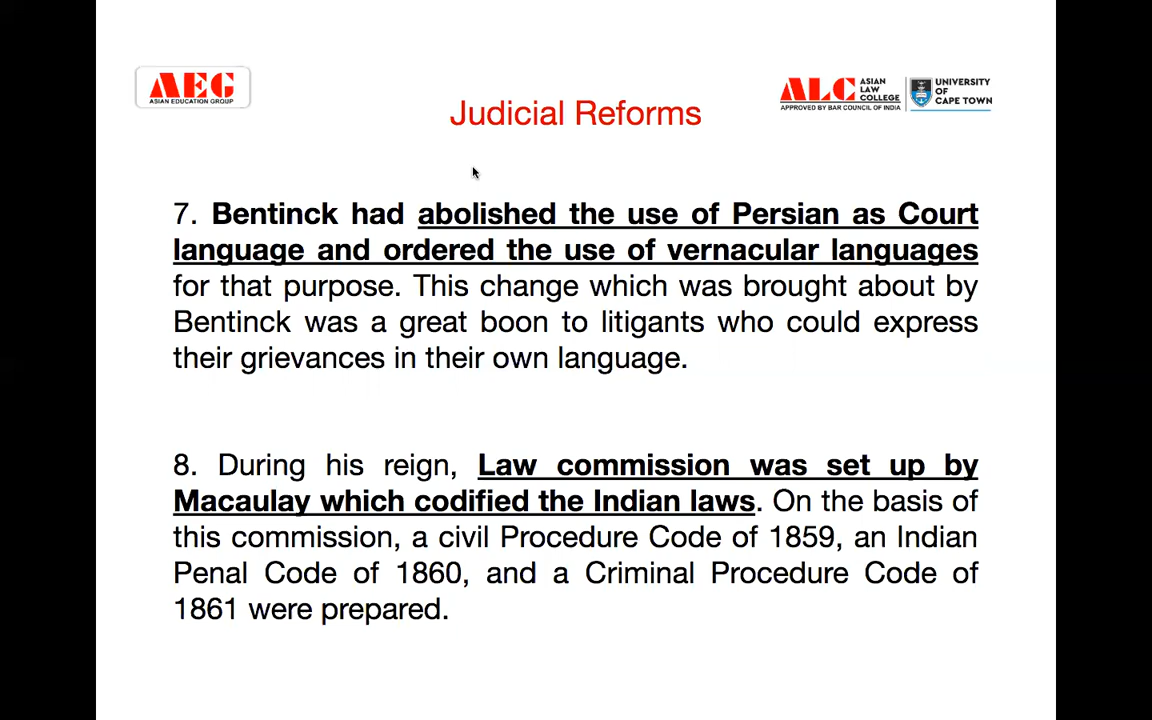 AEG
ASIAN EDUCATION GROUP
ALC
ASIAN
LAW
COLLEGE
APPROVED BY BAR COUNCIL OF INDIA
UNIVERSITY
OF
CAPE TOWN
Judicial Reforms
7. Bentinck had abolished the use of Persian as Court
language and ordered the use of vernacular languages
for that purpose. This change which was brought about by
Bentinck was a great boon to litigants who could express
their grievances in their own language.
8. During his reign, Law commission was set up by
Macaulay which codified the Indian laws. On the basis of
this commission, a civil Procedure Code of 1859, an Indian
Penal Code of 1860, and a Criminal Procedure Code of
1861 were prepared.